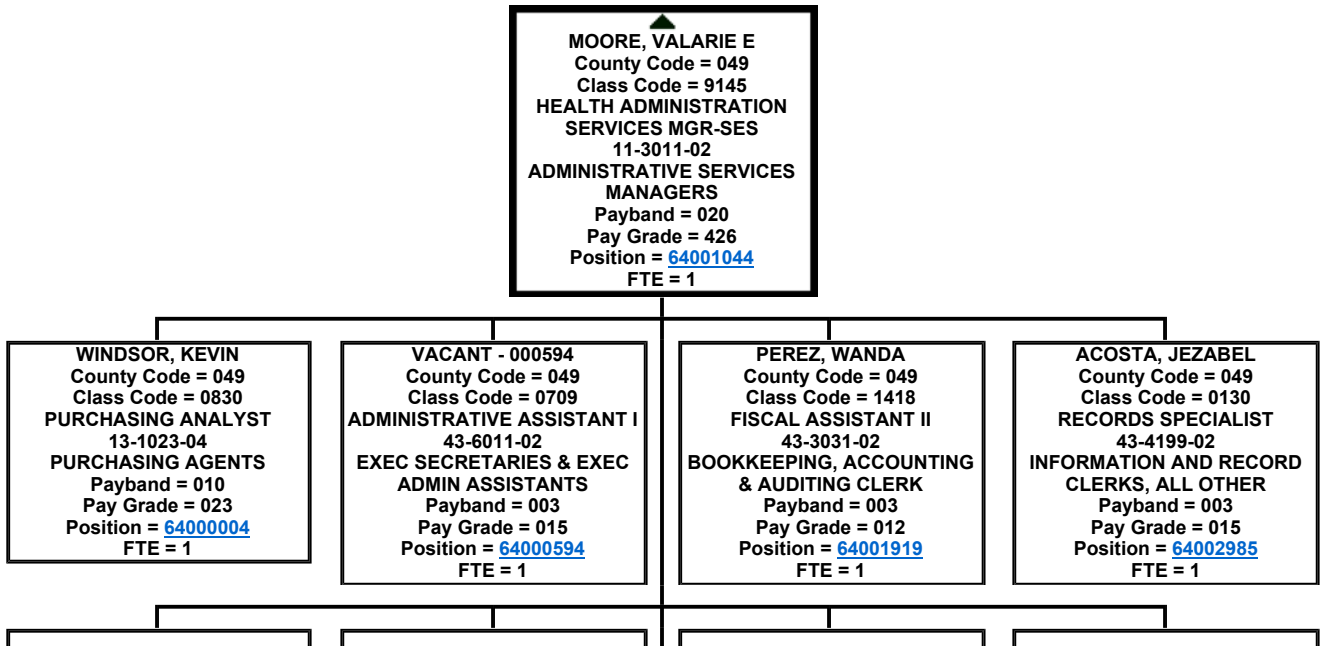 MOORE, VALARIE E
County Code = 049
Class Code = 9145
HEALTH ADMINISTRATION
SERVICES MGR-SES
11-3011-02
ADMINISTRATIVE SERVICES
MANAGERS
Payband = 020
Pay Grade = 426
Position = 64001044
FTE = 1
WINDSOR, KEVIN
County Code = 049
Class Code = 0830
PURCHASING ANALYST
13-1023-04
PURCHASING AGENTS
Payband = 010
Pay Grade = 023
Position = 64000004
FTE = 1
VACANT - 000594
County Code = 049
Class Code = 0709
ADMINISTRATIVE ASSISTANT I
43-6011-02
EXEC SECRETARIES & EXEC
ADMIN ASSISTANTS
Payband = 003
Pay Grade = 015
Position = 64000594
FTE = 1
PEREZ, WANDA
County Code = 049
Class Code = 1418
FISCAL ASSISTANT II
43-3031-02
BOOKKEEPING, ACCOUNTING
& AUDITING CLERK
Payband = 003
Pay Grade = 012
Position = 64001919
FTE = 1
ACOSTA, JEZABEL
County Code = 049
Class Code = 0130
RECORDS SPECIALIST
43-4199-02
INFORMATION AND RECORD
CLERKS, ALL OTHER
Payband = 003
Pay Grade = 015
Position = 64002985
FTE = 1